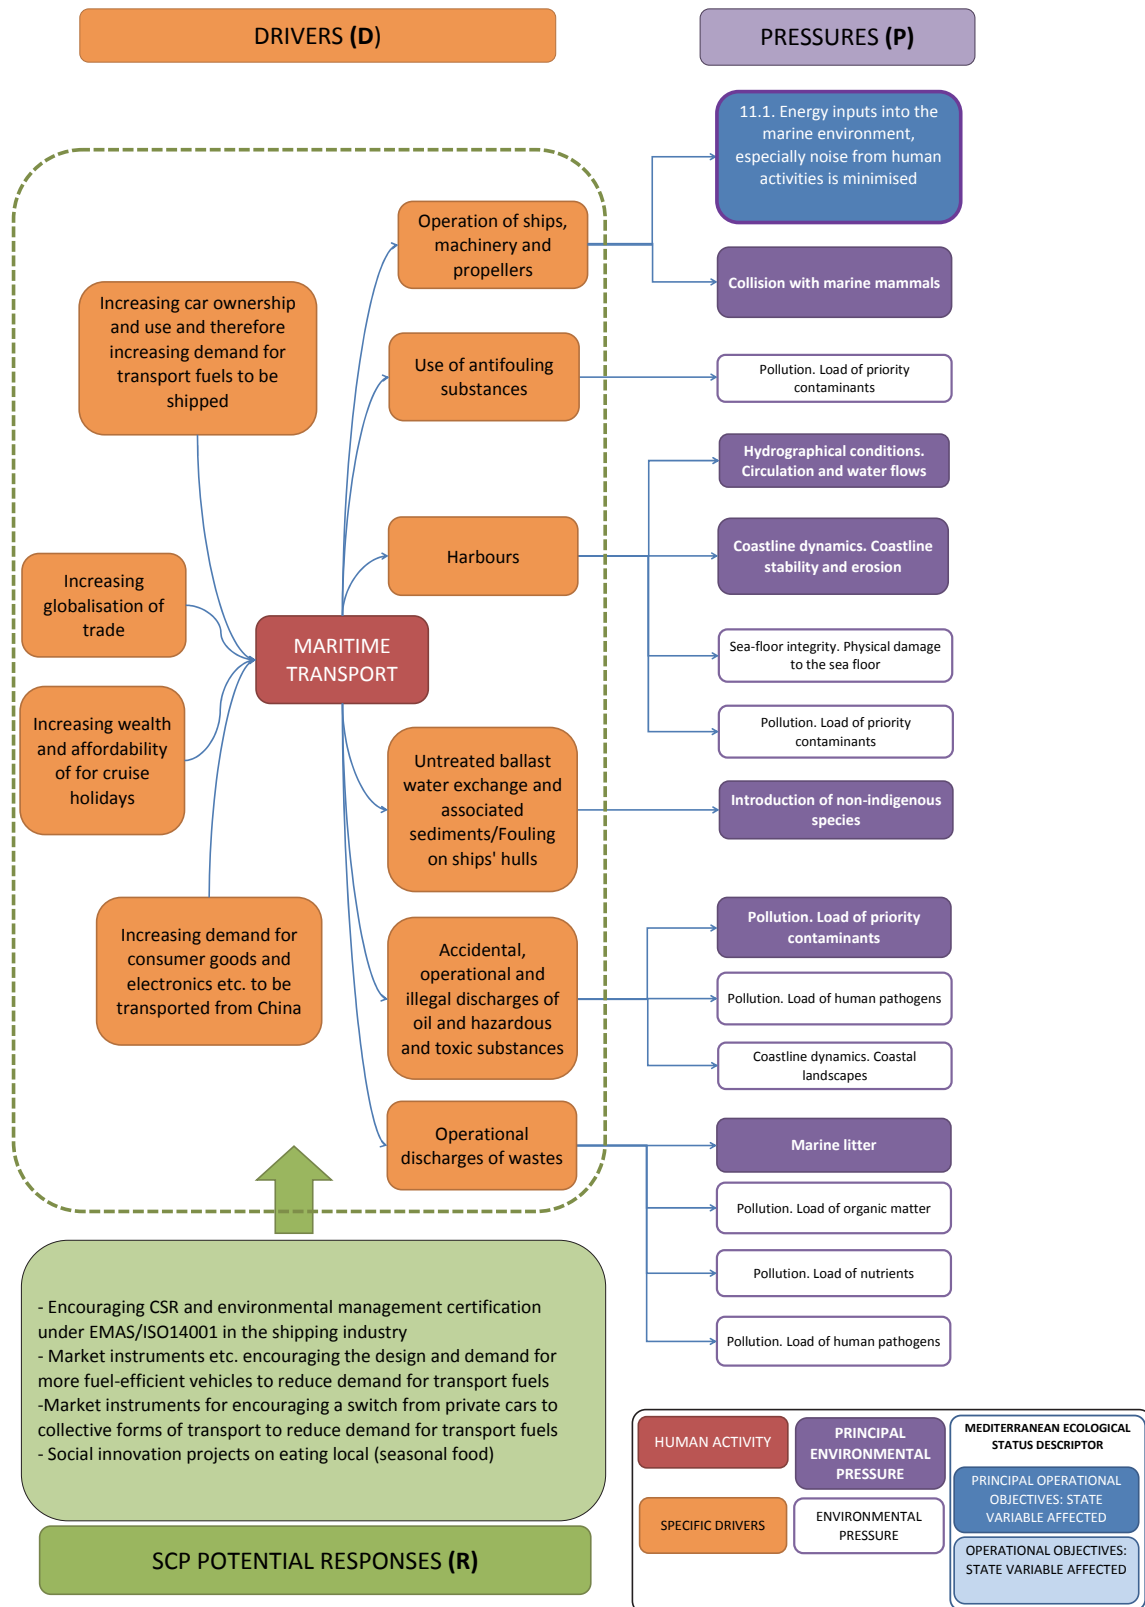 DRIVERS (D)
PRESSURES (P)
11.1. Energy inputs into the
marine environment,
especially noise from human
activities is minimised
Operation of ships,
machinery and
propellers
Collision with marine mammals
Increasing car ownership
and use and therefore
increasing demand for
transport fuels to be
shipped
Use of antifouling
substances
Pollution. Load of priority
contaminants
Hydrographical conditions.
Circulation and water flows
Harbours
Coastline dynamics. Coastline
stability and erosion
Increasing
globalisation of
trade
MARITIME
TRANSPORT
Sea-floor integrity. Physical damage
to the sea floor
Increasing wealth
and affordability
of for cruise
holidays
Pollution. Load of priority
contaminants
Untreated ballast
water exchange and
associated
sediments/Fouling
on ships' hulls
Introduction of non-indigenous
species
Increasing demand for
consumer goods and
electronics etc. to be
transported from China
Accidental,
operational and
illegal discharges of
oil and hazardous
and toxic substances
Pollution. Load of priority
contaminants
Pollution. Load of human pathogens
Coastline dynamics. Coastal
landscapes
Operational
discharges of wastes
Marine litter
Pollution. Load of organic matter
Pollution. Load of nutrients
Pollution. Load of human pathogens
- Encouraging CSR and environmental management certification
under EMAS/ISO14001 in the shipping industry
- Market instruments etc. encouraging the design and demand for
more fuel-efficient vehicles to reduce demand for transport fuels
-Market instruments for encouraging a switch from private cars to
collective forms of transport to reduce demand for transport fuels
- Social innovation projects on eating local (seasonal food)
SCP POTENTIAL RESPONSES (R)
HUMAN ACTIVITY
PRINCIPAL
ENVIRONMENTAL
PRESSURE
MEDITERRANEAN ECOLOGICAL
STATUS DESCRIPTOR
PRINCIPAL OPERATIONAL
OBJECTIVES: STATE
VARIABLE AFFECTED
SPECIFIC DRIVERS
ENVIRONMENTAL
PRESSURE
OPERATIONAL OBJECTIVES:
STATE VARIABLE AFFECTED